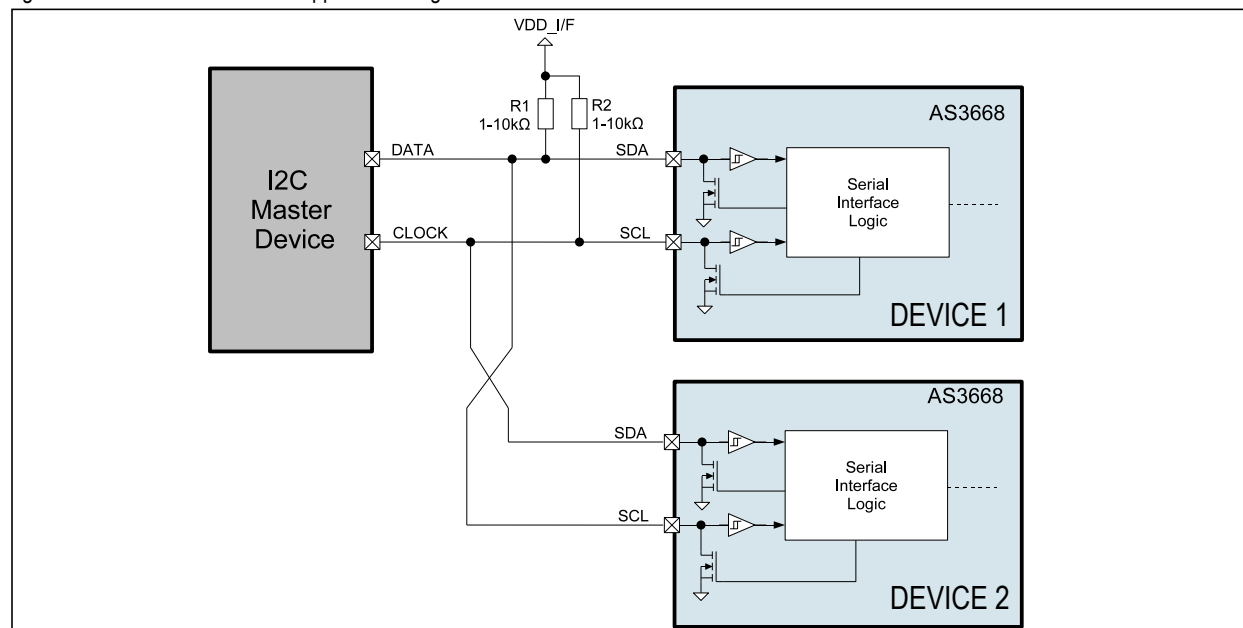 VDD_I/F
R1
1-10kΩ
R2
1-10kΩ
I2C
Master
Device
DATA
CLOCK
SDA
SCL
AS3668
Serial
Interface
Logic
DEVICE 1
SDA
SCL
AS3668
Serial
Interface
Logic
DEVICE 2